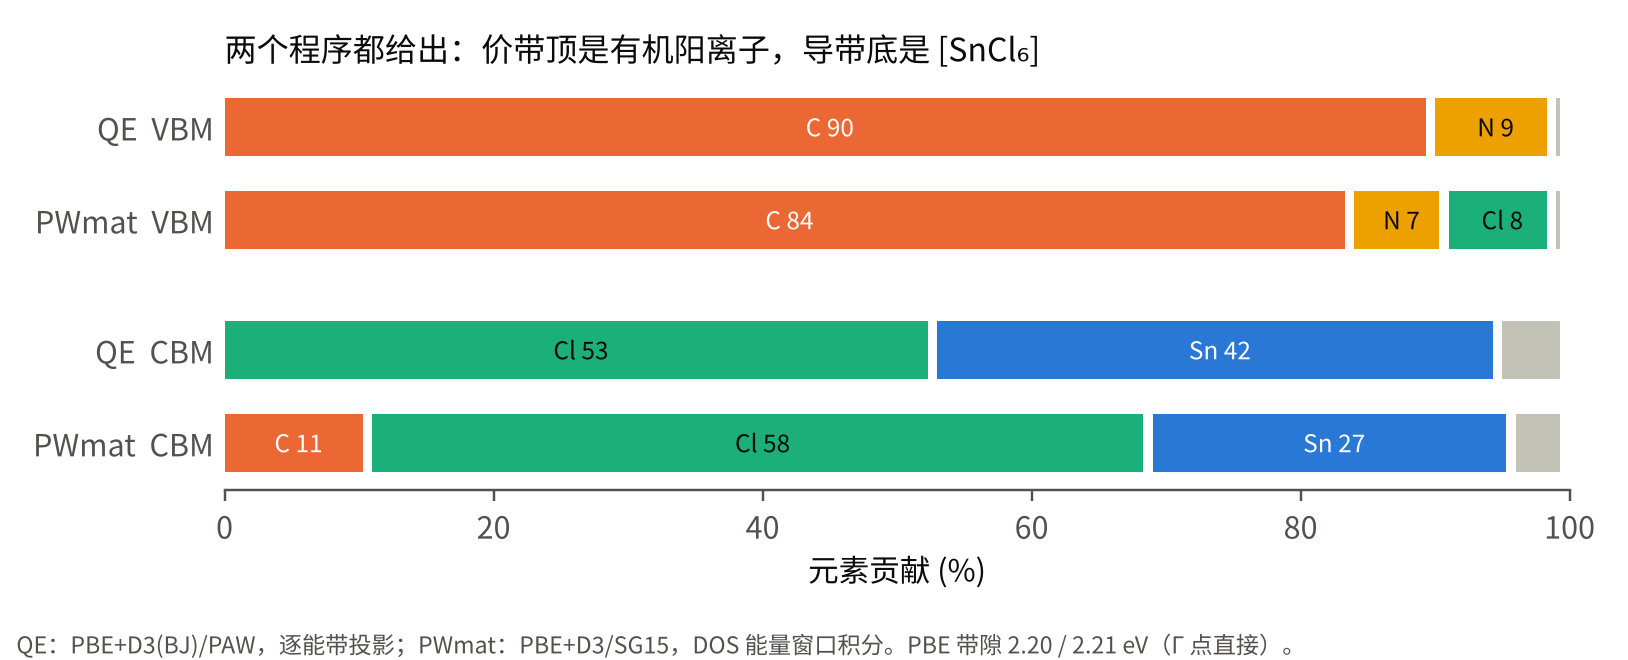 两个程序都给出：价带顶是有机阳离子，导带底是 [SnCl₆]
QE VBM C 90 N 9
PWmat VBM C 84 N 7 Cl 8
QE CBM Cl 53 Sn 42
PWmat CBM C 11 Cl 58 Sn 27
0 20 40 60 80 100
元素贡献 (%)
QE：PBE+D3(BJ)/PAW，逐能带投影；PWmat：PBE+D3/SG15，DOS 能量窗口积分。PBE 带隙 2.20 / 2.21 eV（Γ 点直接）。